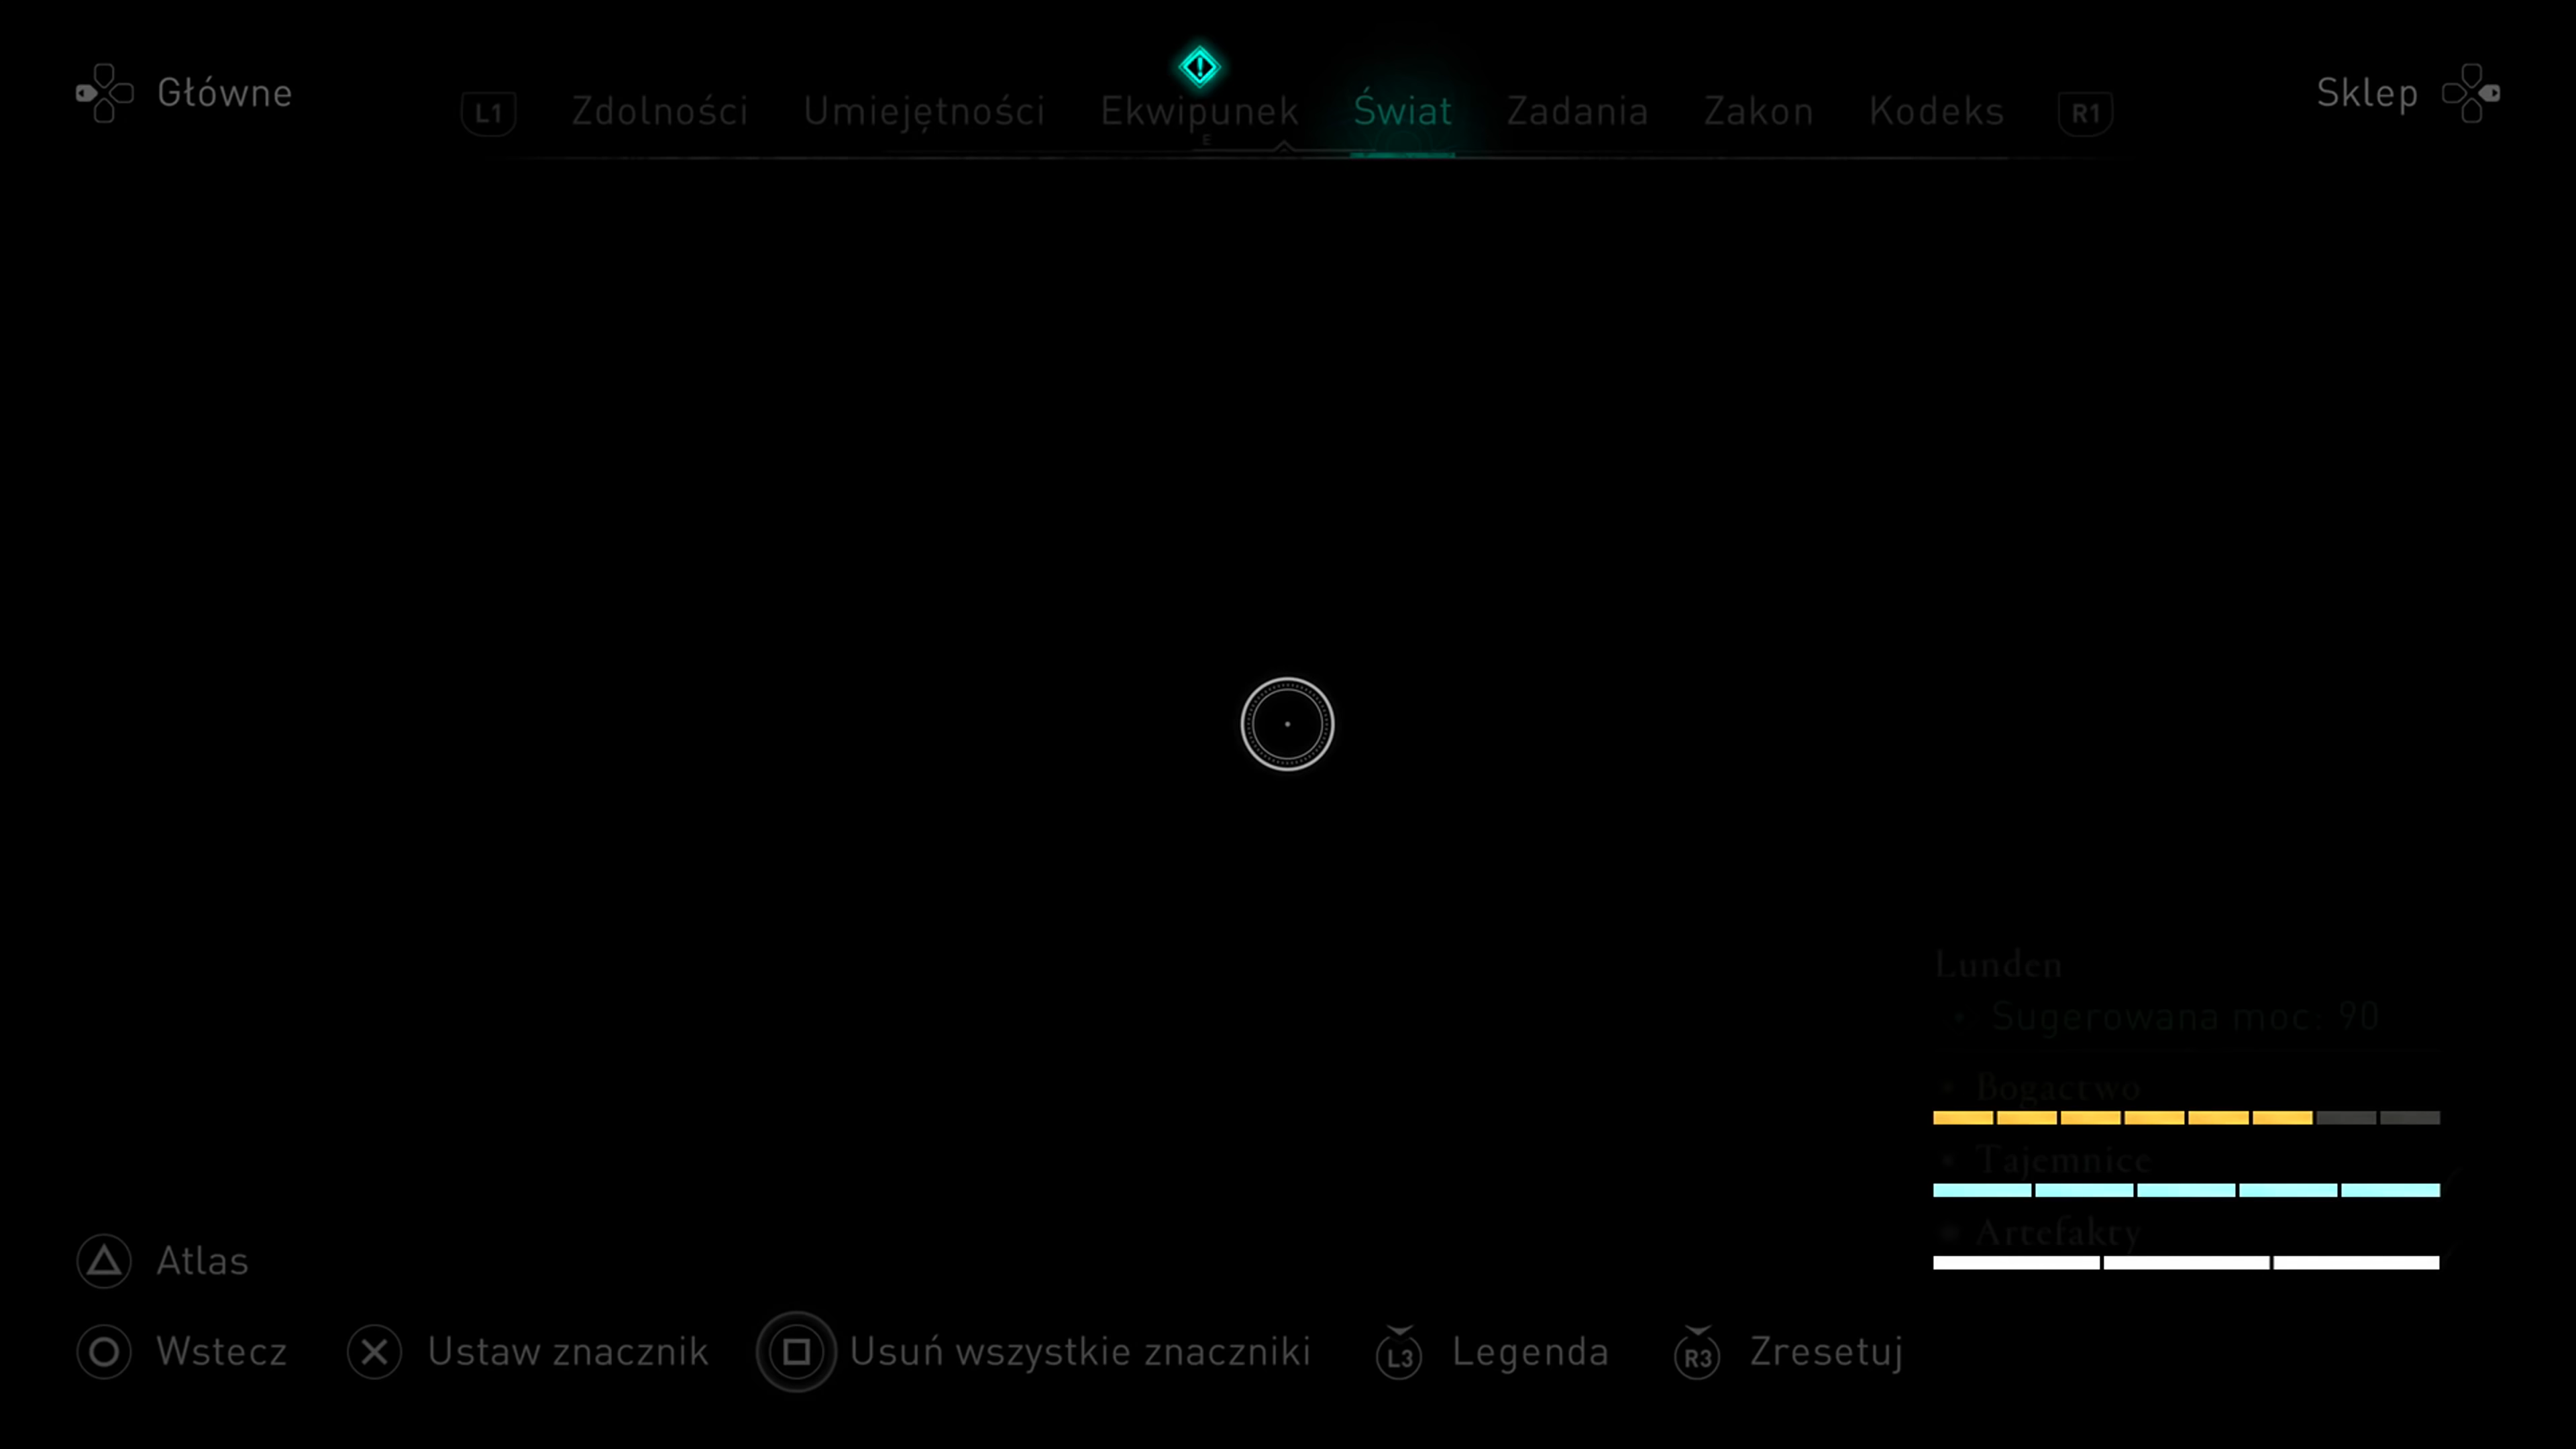 Główne
L1 Zdolności Umiejętności Ekwipunek Świat Zadania Zakon Kodeks R1
Sklep
E
Lunden
Sugerowana moc: 90
Bogactwo
Tajemnice
Artefakty
Atlas
Wstecz Ustaw znacznik Usuń wszystkie znaczniki L3 Legenda R3 Zresetuj